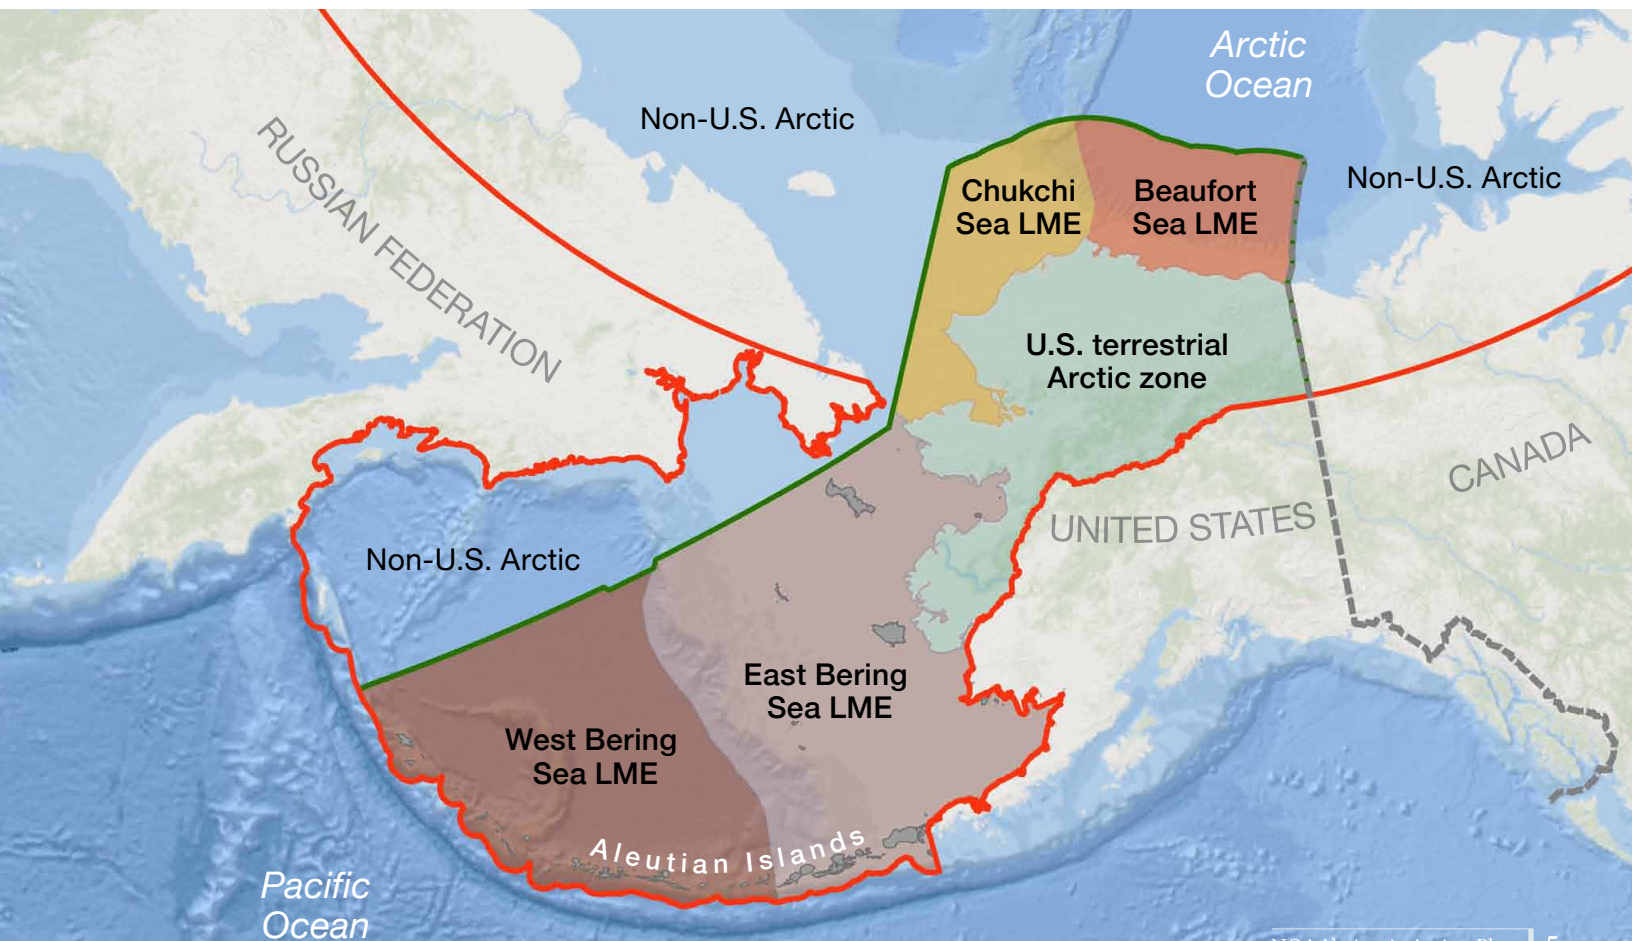 Arctic
Ocean
Non-U.S. Arctic
Non-U.S. Arctic
Chukchi
Sea LME
Beaufort
Sea LME
RUSSIAN FEDERATION
U.S. terrestrial
Arctic zone
CANADA
UNITED STATES
Non-U.S. Arctic
East Bering
Sea LME
West Bering
Sea LME
Aleutian Islands
Pacific
Ocean